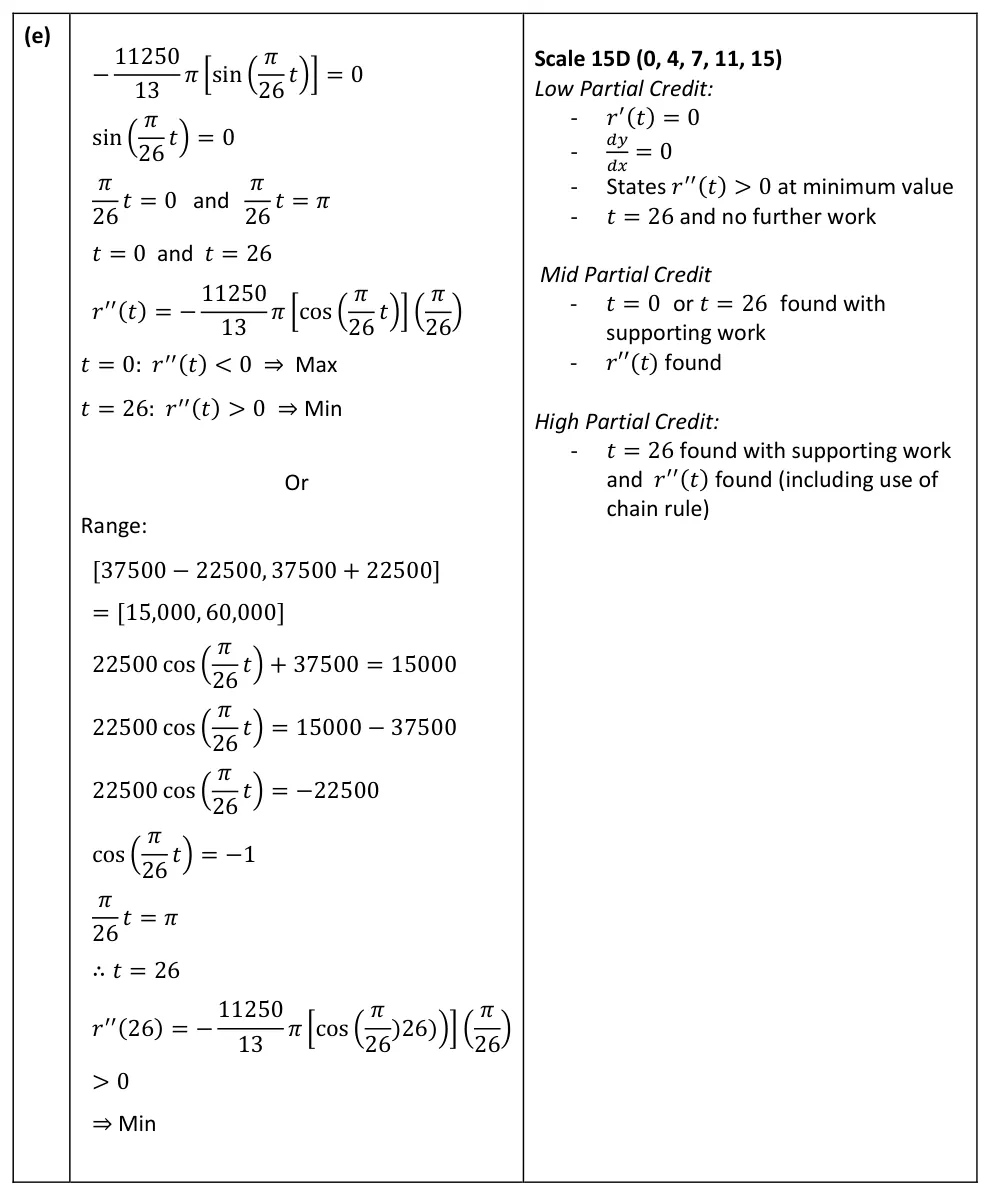 (e)
−11250/13 π [sin (π/26 t)] = 0
sin (π/26 t) = 0
π/26 t = 0 and π/26 t = π
t = 0 and t = 26
r′′(t) = −11250/13 π [cos (π/26 t)] (π/26)
t = 0: r′′(t) < 0 ⇒ Max
t = 26: r′′(t) > 0 ⇒ Min
Or
Range:
[37500 − 22500, 37500 + 22500]
= [15,000, 60,000]
22500 cos (π/26 t) + 37500 = 15000
22500 cos (π/26 t) = 15000 − 37500
22500 cos (π/26 t) = −22500
cos (π/26 t) = −1
π/26 t = π
∴ t = 26
r′′(26) = −11250/13 π [cos (π/26)26))] (π/26)
> 0
⇒ Min
Scale 15D (0, 4, 7, 11, 15)
Low Partial Credit:
- r′(t) = 0
- dy/dx = 0
- States r′′(t) > 0 at minimum value
- t = 26 and no further work
Mid Partial Credit
- t = 0 or t = 26 found with
supporting work
- r′′(t) found
High Partial Credit:
- t = 26 found with supporting work
and r′′(t) found (including use of
chain rule)